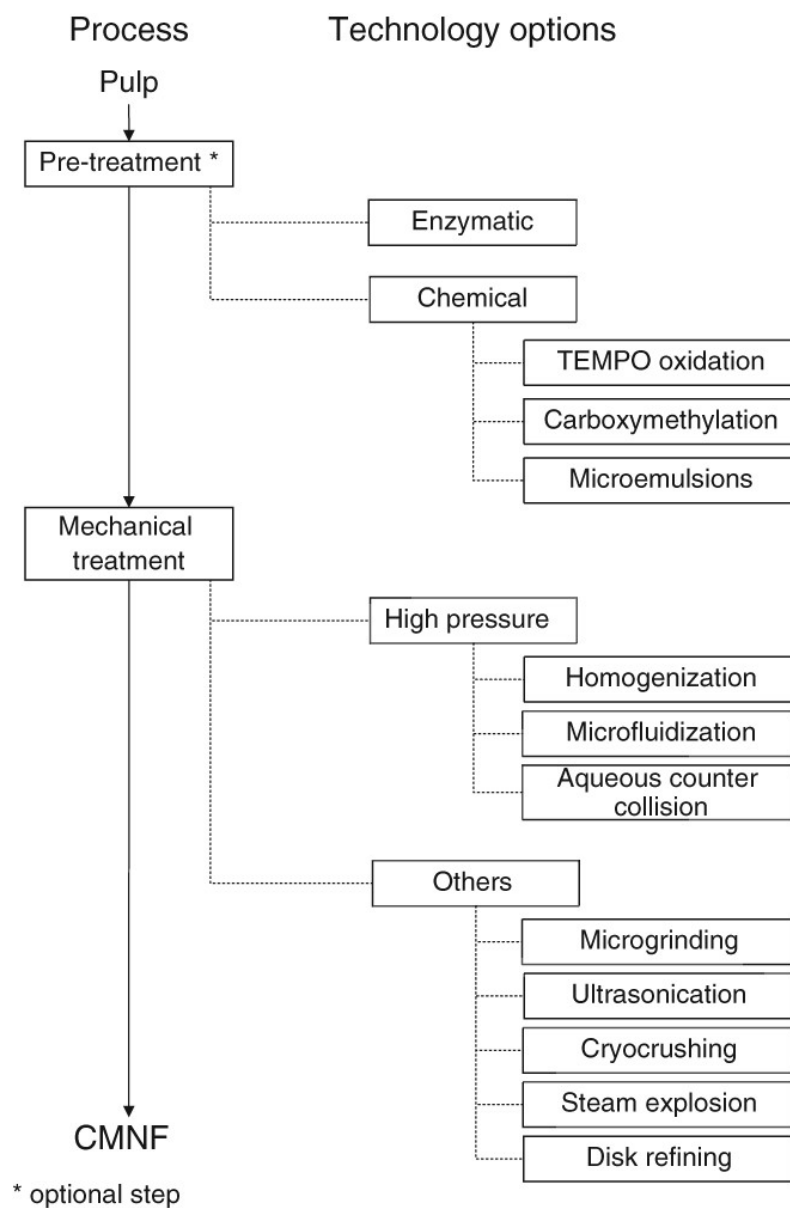 Process Technology options
Pulp
Pre-treatment *
Enzymatic
Chemical
TEMPO oxidation
Carboxymethylation
Microemulsions
Mechanical
treatment
High pressure
Homogenization
Microfluidization
Aqueous counter
collision
Others
Microgrinding
Ultrasonication
Cryocrushing
Steam explosion
Disk refining
CMNF
* optional step